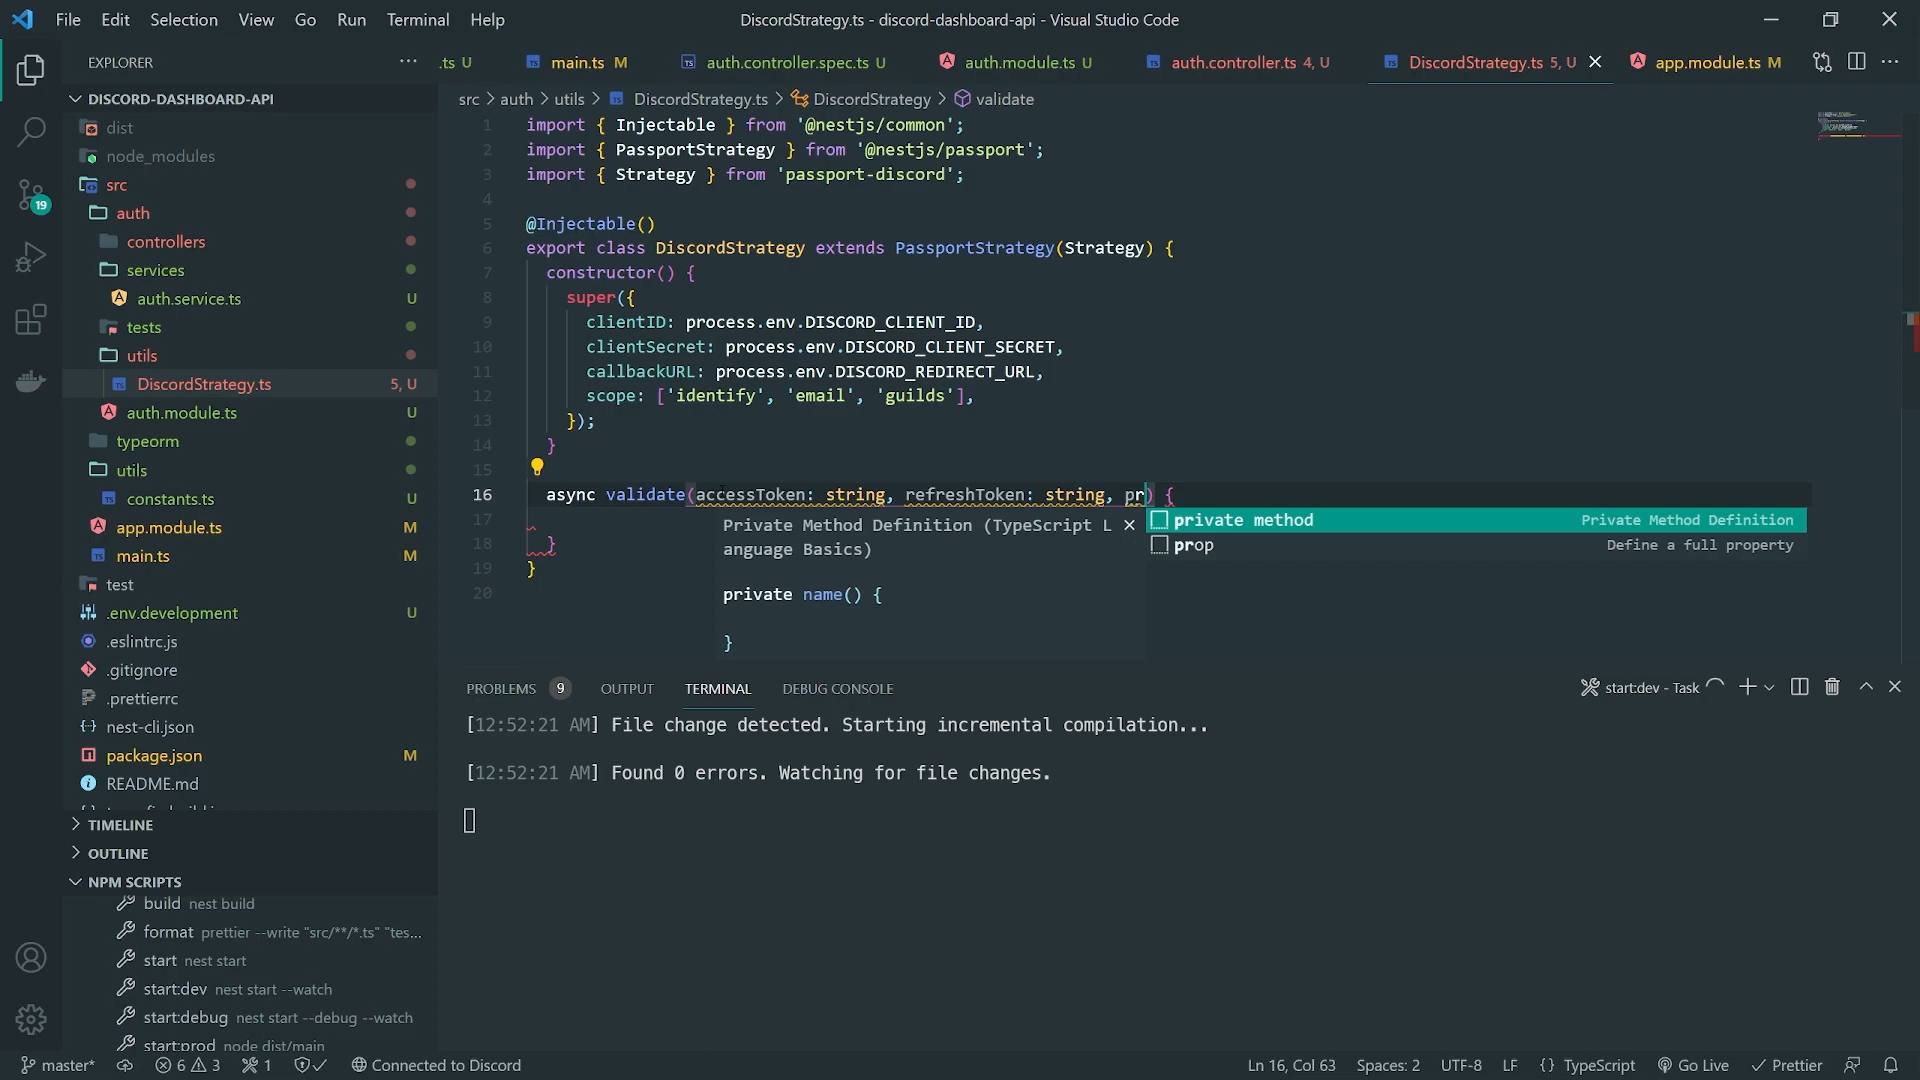 File Edit Selection View Go Run Terminal Help
DiscordStrategy.ts - discord-dashboard-api - Visual Studio Code
EXPLORER
.ts U main.ts M auth.controller.spec.ts U auth.module.ts U auth.controller.ts 4, U DiscordStrategy.ts 5, U app.module.ts M
DISCORD-DASHBOARD-API
dist
node_modules
src
auth
controllers
services
auth.service.ts U
tests
utils
DiscordStrategy.ts 5, U
auth.module.ts U
typeorm
utils
constants.ts U
app.module.ts M
main.ts M
test
.env.development U
.eslintrc.js
.gitignore
.prettierrc
nest-cli.json
package.json M
README.md
TIMELINE
OUTLINE
NPM SCRIPTS
build nest build
format prettier --write "src/**/*.ts" "tes...
start nest start
start:dev nest start --watch
start:debug nest start --debug --watch
start:prod node dist/main
19
src > auth > utils > DiscordStrategy.ts > DiscordStrategy > validate
1 import { Injectable } from '@nestjs/common';
2 import { PassportStrategy } from '@nestjs/passport';
3 import { Strategy } from 'passport-discord';
4
5 @Injectable()
6 export class DiscordStrategy extends PassportStrategy(Strategy) {
7 constructor() {
8 super({
9 clientID: process.env.DISCORD_CLIENT_ID,
10 clientSecret: process.env.DISCORD_CLIENT_SECRET,
11 callbackURL: process.env.DISCORD_REDIRECT_URL,
12 scope: ['identify', 'email', 'guilds'],
13 });
14 }
15
16 async validate(accessToken: string, refreshToken: string, pr) {
17
18 }
19 }
20
Private Method Definition (TypeScript L
anguage Basics)
private name() {
}
private method Private Method Definition
prop Define a full property
PROBLEMS 9 OUTPUT TERMINAL DEBUG CONSOLE
start:dev - Task
[12:52:21 AM] File change detected. Starting incremental compilation...
[12:52:21 AM] Found 0 errors. Watching for file changes.
master* 6 3 1 Connected to Discord
Ln 16, Col 63 Spaces: 2 UTF-8 LF {} TypeScript Go Live Prettier